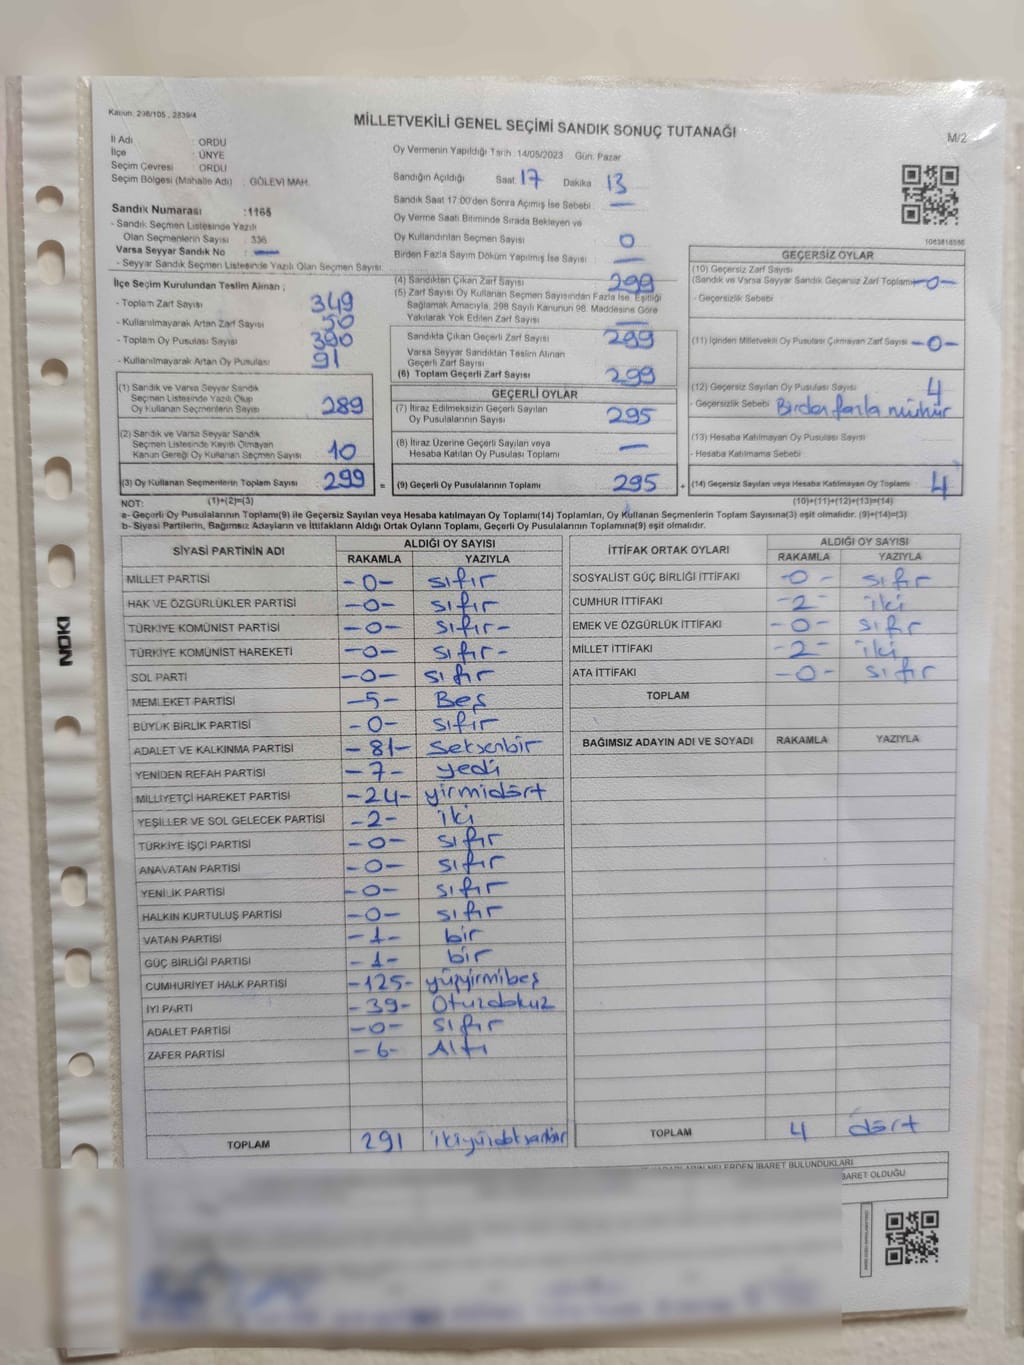 Kanun: 298/105, 2839/4
MİLLETVEKİLİ GENEL SEÇİMİ SANDIK SONUÇ TUTANAĞI
M/2
İl Adı : ORDU
İlçe : ÜNYE
Seçim Çevresi : ORDU
Seçim Bölgesi (Mahalle Adı) : GÖLEVİ MAH.
Oy Vermenin Yapıldığı Tarih :14/05/2023 Gün: Pazar
Sandığın Açıldığı Saat: 17 Dakika 13
Sandık Saat 17:00'den Sonra Açılmış İse Sebebi : —
Oy Verme Saati Bitiminde Sırada Bekleyen ve
Oy Kullandırılan Seçmen Sayısı 0
Birden Fazla Sayım Döküm Yapılmış İse Sayısı : —
Sandık Numarası :1165
- Sandık Seçmen Listesinde Yazılı
Olan Seçmenlerin Sayısı : 336
Varsa Seyyar Sandık No : —
- Seyyar Sandık Seçmen Listesinde Yazılı Olan Seçmen Sayısı:
İlçe Seçim Kurulundan Teslim Alınan ;
- Toplam Zarf Sayısı 349
- Kullanılmayarak Artan Zarf Sayısı 50
- Toplam Oy Pusulası Sayısı 390
- Kullanılmayarak Artan Oy Pusulası 91
(1) Sandık ve Varsa Seyyar Sandık
Seçmen Listesinde Yazılı Olup
Oy Kullanan Seçmenlerin Sayısı 289
(2) Sandık ve Varsa Seyyar Sandık
Seçmen Listesinde Kayıtlı Olmayan
Kanun Gereği Oy Kullanan Seçmen Sayısı 10
(3) Oy Kullanan Seçmenlerin Toplam Sayısı 299 =
(1)+(2)=(3)
(4) Sandıktan Çıkan Zarf Sayısı 299
(5) Zarf Sayısı Oy Kullanan Seçmen Sayısından Fazla İse, Eşitliği
Sağlamak Amacıyla, 298 Sayılı Kanunun 98. Maddesine Göre
Yakılarak Yok Edilen Zarf Sayısı —
Sandıkta Çıkan Geçerli Zarf Sayısı 299
Varsa Seyyar Sandıktan Teslim Alınan
Geçerli Zarf Sayısı
(6) Toplam Geçerli Zarf Sayısı 299
GEÇERLİ OYLAR
(7) İtiraz Edilmeksizin Geçerli Sayılan
Oy Pusulalarının Sayısı 295
(8) İtiraz Üzerine Geçerli Sayılan veya
Hesaba Katılan Oy Pusulası Toplamı —
(9) Geçerli Oy Pusulalarının Toplamı 295 +
1063818556
GEÇERSİZ OYLAR
(10) Geçersiz Zarf Sayısı
(Sandık ve Varsa Seyyar Sandık Geçersiz Zarf Toplamı) -0-
- Geçersizlik Sebebi
(11) İçinden Milletvekili Oy Pusulası Çıkmayan Zarf Sayısı -0-
(12) Geçersiz Sayılan Oy Pusulası Sayısı 4
- Geçersizlik Sebebi Birden fazla mühür
(13) Hesaba Katılmayan Oy Pusulası Sayısı
- Hesaba Katılmama Sebebi
(14) Geçersiz Sayılan veya Hesaba Katılmayan Oy Toplamı 4
(10)+(11)+(12)+(13)=(14)
NOT:
a- Geçerli Oy Pusulalarının Toplamı(9) ile Geçersiz Sayılan veya Hesaba katılmayan Oy Toplamı(14) Toplamları, Oy Kullanan Seçmenlerin Toplam Sayısına(3) eşit olmalıdır. (9)+(14)=(3)
b- Siyasi Partilerin, Bağımsız Adayların ve İttifakların Aldığı Ortak Oyların Toplamı, Geçerli Oy Pusulalarının Toplamına(9) eşit olmalıdır.
SİYASİ PARTİNİN ADI ALDIĞI OY SAYISI
RAKAMLA YAZIYLA
MİLLET PARTİSİ -0- sıfır
HAK VE ÖZGÜRLÜKLER PARTİSİ -0- sıfır
TÜRKİYE KOMÜNİST PARTİSİ -0- sıfır-
TÜRKİYE KOMÜNİST HAREKETİ -0- sıfır-
SOL PARTİ -0- sıfır
MEMLEKET PARTİSİ -5- Beş
BÜYÜK BİRLİK PARTİSİ -0- sıfır
ADALET VE KALKINMA PARTİSİ -81- seksenbir
YENİDEN REFAH PARTİSİ -7- yedi
MİLLİYETÇİ HAREKET PARTİSİ -24- yirmidört
YEŞİLLER VE SOL GELECEK PARTİSİ -2- iki
TÜRKİYE İŞÇİ PARTİSİ -0- sıfır
ANAVATAN PARTİSİ -0- sıfır
YENİLİK PARTİSİ -0- sıfır
HALKIN KURTULUŞ PARTİSİ -0- sıfır
VATAN PARTİSİ -1- bir
GÜÇ BİRLİĞİ PARTİSİ -1- bir
CUMHURİYET HALK PARTİSİ -125- yüzyirmibeş
İYİ PARTİ -39- Otuzdokuz
ADALET PARTİSİ -0- sıfır
ZAFER PARTİSİ -6- Altı
TOPLAM 291 ikiyüzdoksanbir
İTTİFAK ORTAK OYLARI ALDIĞI OY SAYISI
RAKAMLA YAZIYLA
SOSYALİST GÜÇ BİRLİĞİ İTTİFAKI -0- sıfır
CUMHUR İTTİFAKI -2- iki
EMEK VE ÖZGÜRLÜK İTTİFAKI -0- sıfır
MİLLET İTTİFAKI -2- iki
ATA İTTİFAKI -0- sıfır
TOPLAM
BAĞIMSIZ ADAYIN ADI VE SOYADI RAKAMLA YAZIYLA
TOPLAM 4 dört
NELERDEN İBARET BULUNDUKLARI
İBARET OLDUĞU
NOKI